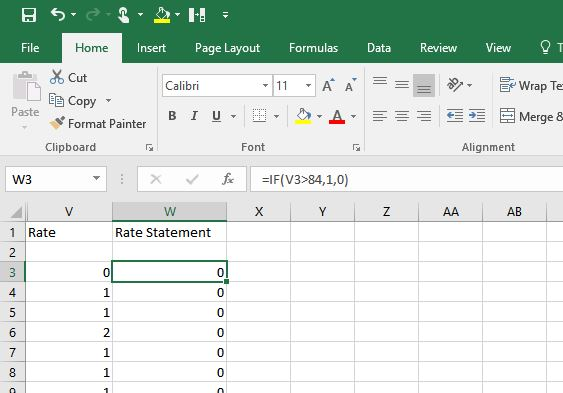 File Home Insert Page Layout Formulas Data Review View T
Cut
Copy
Format Painter
Paste
Calibri 11 A A
B I U A
Wrap Te
Merge &
Clipboard Font Alignment
W3 fx =IF(V3>84,1,0)
V W X Y Z AA AB
1 Rate Rate Statement
2
3 0 0
4 1 0
5 1 0
6 2 0
7 1 0
8 1 0
9 1 0